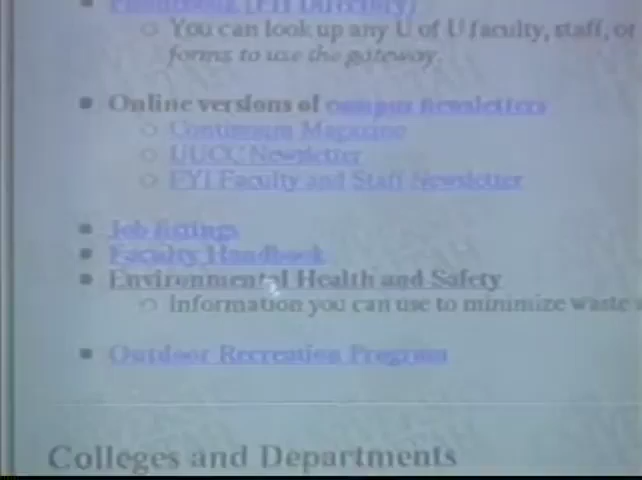 (PH Directory)
You can look up any U of U faculty, staff, or
forms to use the gateway.
Online versions of campus newsletters
Continuum Magazine
UUCC Newsletter
FYI Faculty and Staff Newsletter
Job listings
Faculty Handbook
Environmental Health and Safety
Information you can use to minimize waste
Outdoor Recreation Program
Colleges and Departments